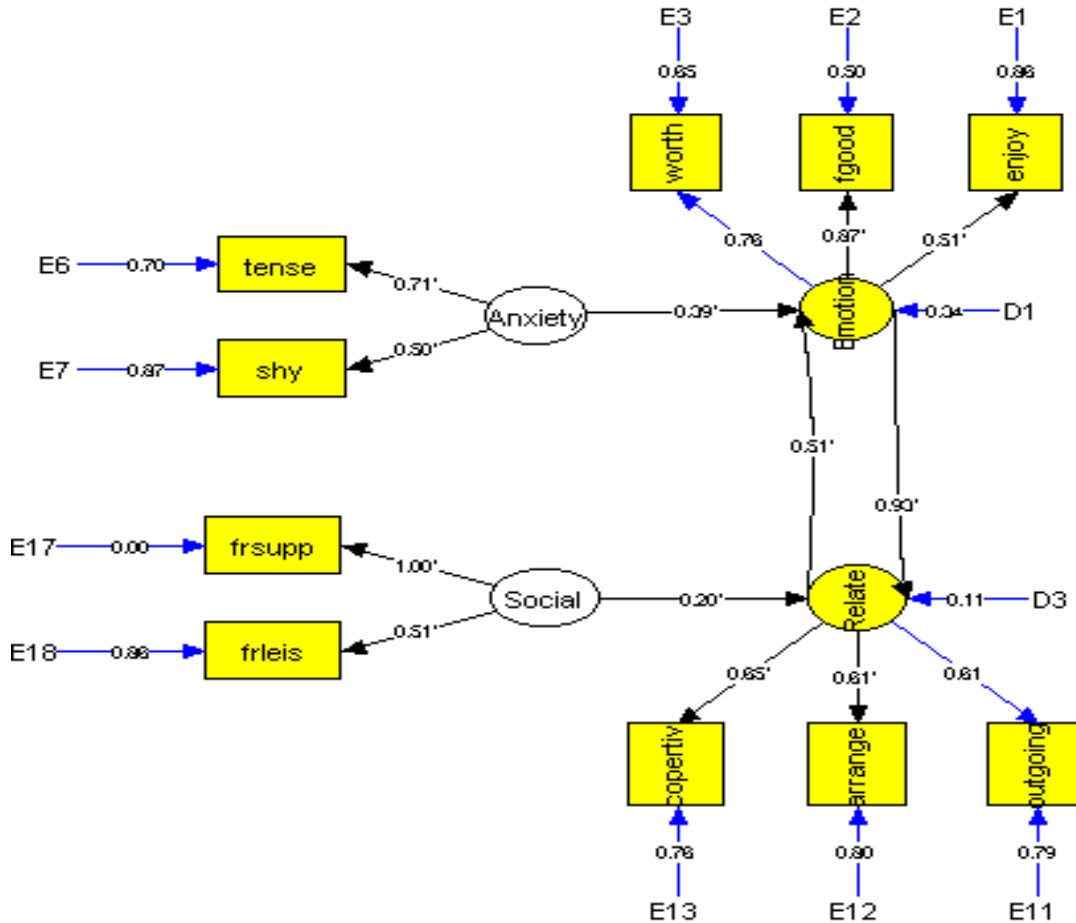 E3
E2
E1
0.65
0.50
0.86
worth
fgood
enjoy
0.76
0.87'
0.51'
E6
0.70
tense
0.71'
Anxiety
0.39'
Emotion
0.34
D1
E7
0.87
shy
0.50'
0.51'
0.93'
E17
0.00
frsupp
1.00'
Social
0.20'
Relate
0.11
D3
E18
0.86
frleis
0.51'
0.65'
0.61'
0.61
copertiv
arrange
outgoing
0.76
0.80
0.79
E13
E12
E11